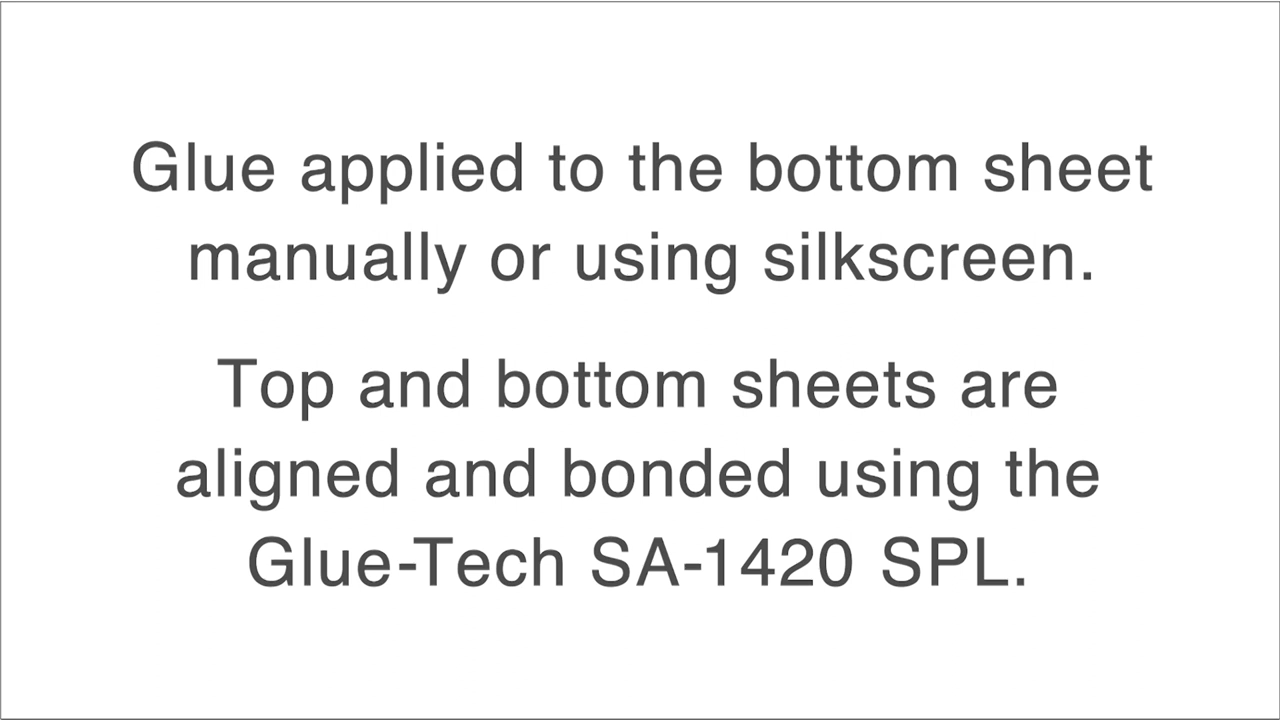 Glue applied to the bottom sheet
manually or using silkscreen.
Top and bottom sheets are
aligned and bonded using the
Glue-Tech SA-1420 SPL.